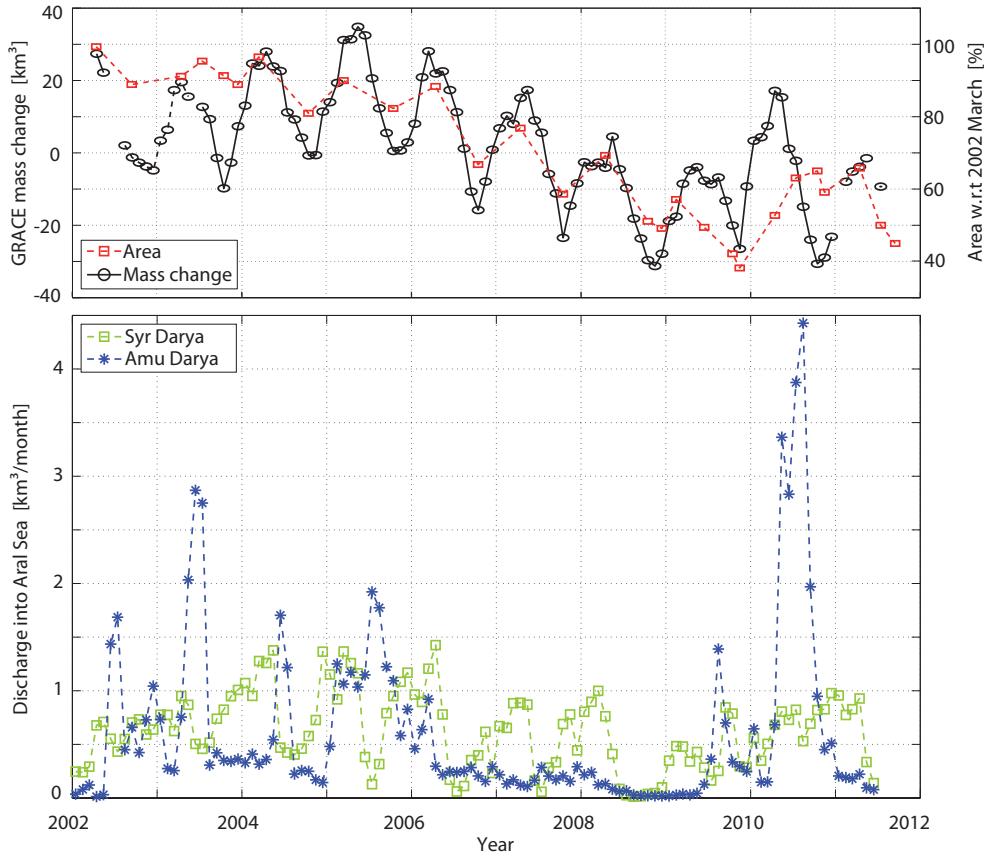 40
20
0
-20
-40
GRACE mass change [km³]
100
80
60
40
Area w.r.t 2002 March [%]
Area
Mass change
Syr Darya
Amu Darya
4
3
2
1
0
Discharge into Aral Sea [km³/month]
2002
2004
2006
2008
2010
2012
Year